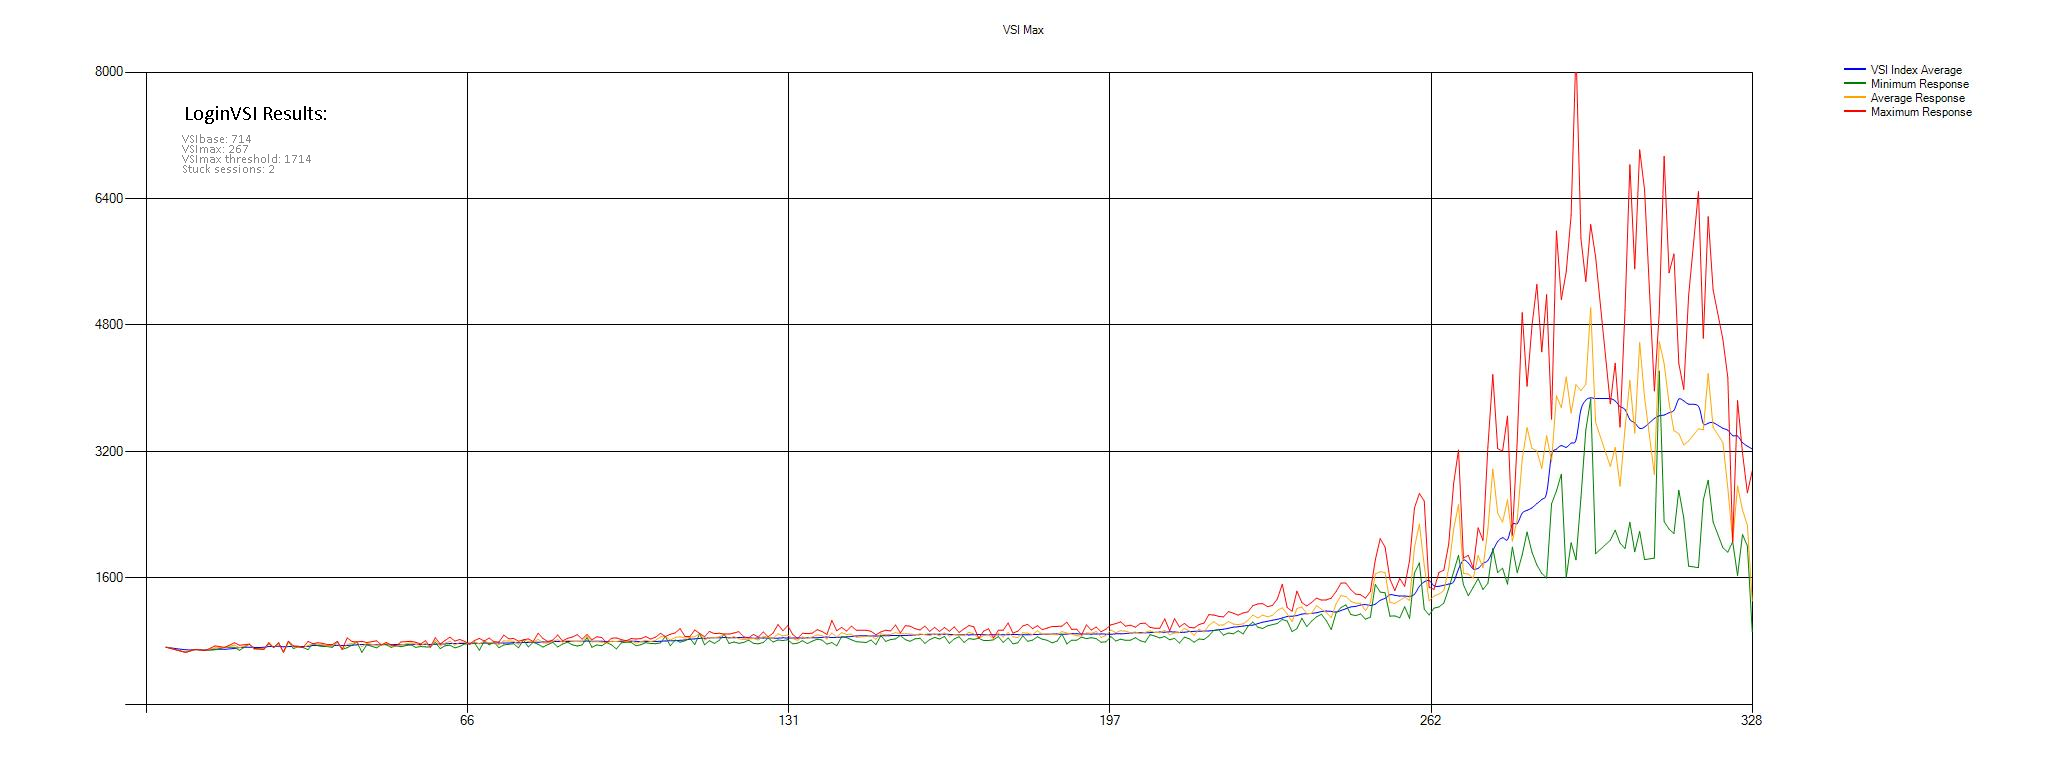 VSI Max
8000
6400
4800
3200
1600
LoginVSI Results:
VSIbase: 714
VSImax: 267
VSImax threshold: 1714
Stuck sessions: 2
VSI Index Average
Minimum Response
Average Response
Maximum Response
66
131
197
262
328